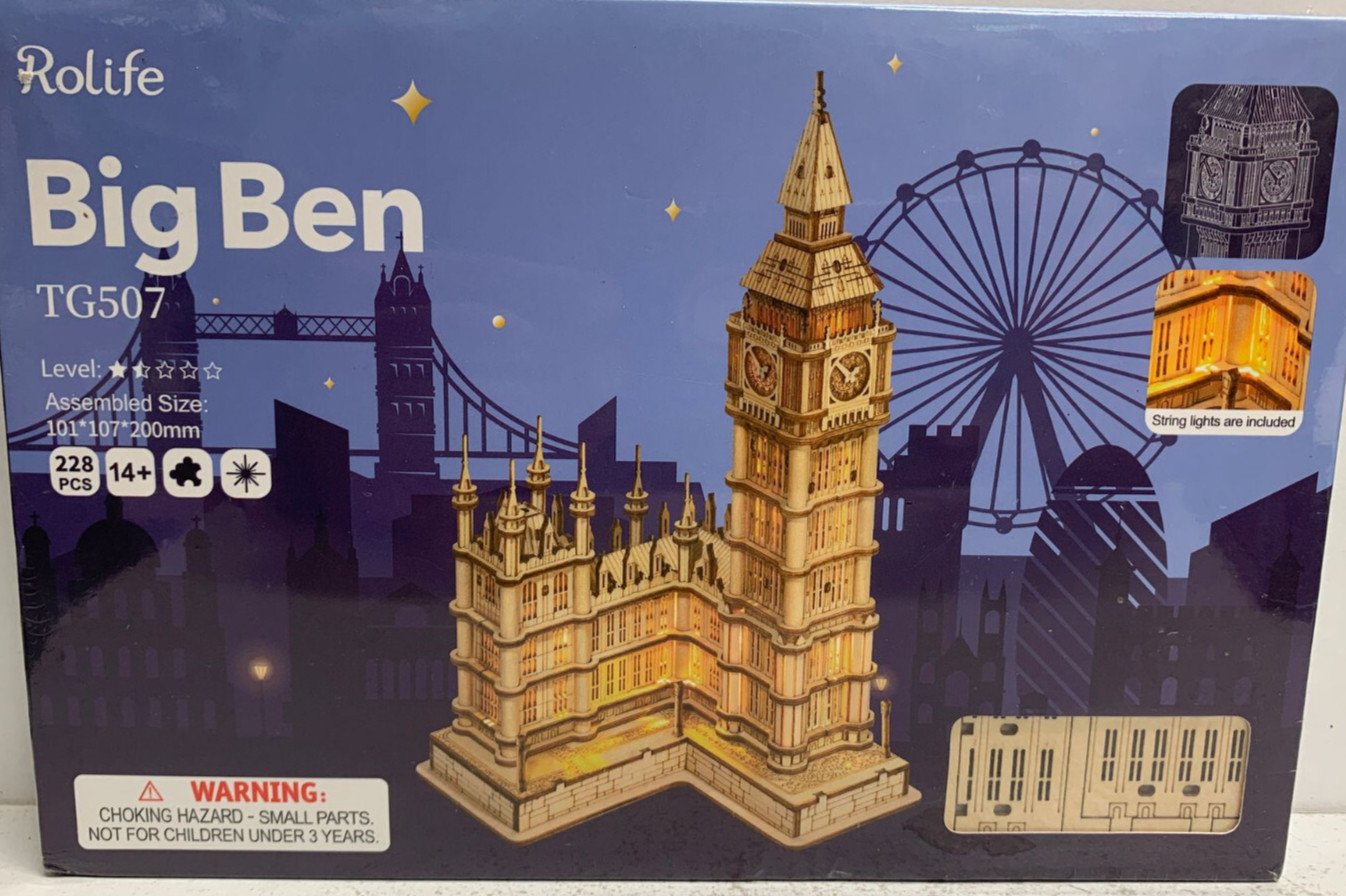 Rolife
Big Ben
TG507
Level:
Assembled Size:
101*107*200mm
228
PCS
14+
String lights are included
WARNING:
CHOKING HAZARD - SMALL PARTS.
NOT FOR CHILDREN UNDER 3 YEARS.